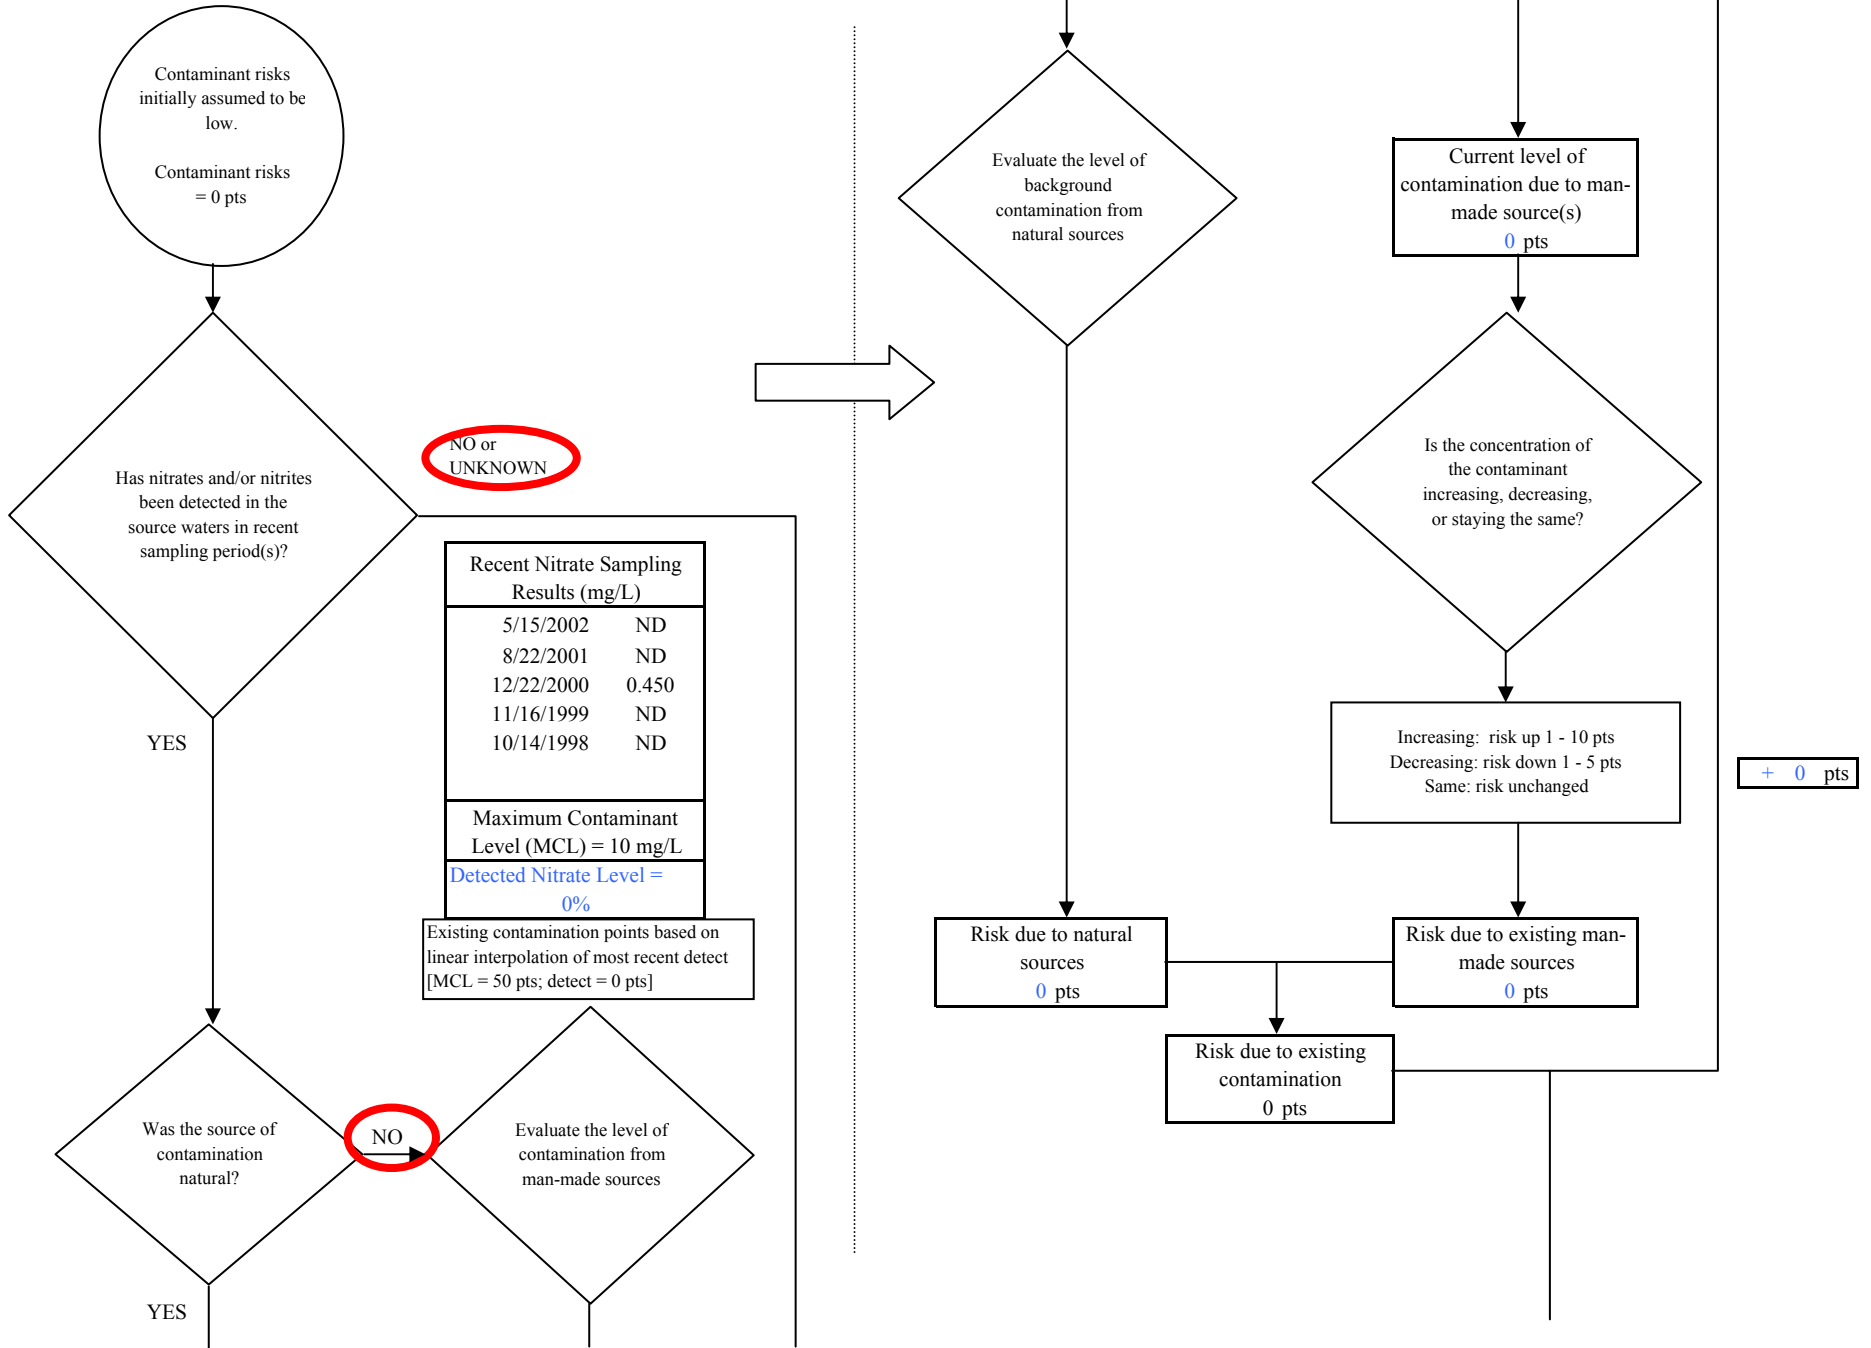 Contaminant risks
initially assumed to be
low.
Contaminant risks
= 0 pts
Has nitrates and/or nitrites
been detected in the
source waters in recent
sampling period(s)?
NO or
UNKNOWN
YES
Recent Nitrate Sampling
Results (mg/L)
5/15/2002 ND
8/22/2001 ND
12/22/2000 0.450
11/16/1999 ND
10/14/1998 ND
Maximum Contaminant
Level (MCL) = 10 mg/L
Detected Nitrate Level =
0%
Existing contamination points based on
linear interpolation of most recent detect
[MCL = 50 pts; detect = 0 pts]
Was the source of
contamination
natural?
NO
YES
Evaluate the level of
contamination from
man-made sources
Evaluate the level of
background
contamination from
natural sources
Current level of
contamination due to man-
made source(s)
0 pts
Is the concentration of
the contaminant
increasing, decreasing,
or staying the same?
Increasing: risk up 1 - 10 pts
Decreasing: risk down 1 - 5 pts
Same: risk unchanged
+ 0 pts
Risk due to natural
sources
0 pts
Risk due to existing man-
made sources
0 pts
Risk due to existing
contamination
0 pts